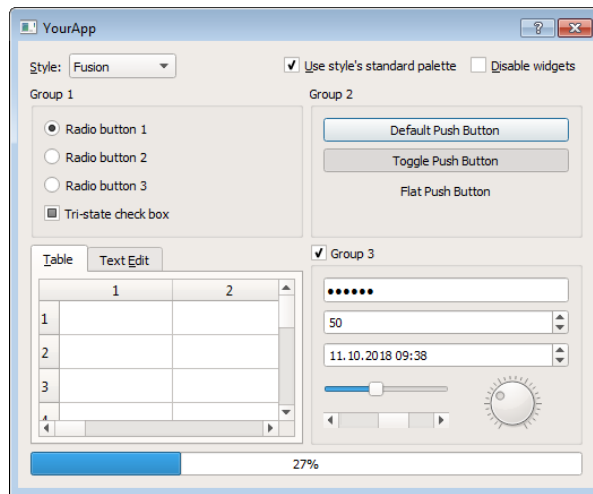 YourApp
Style: Fusion
Use style's standard palette
Disable widgets
Group 1
Radio button 1
Radio button 2
Radio button 3
Tri-state check box
Group 2
Default Push Button
Toggle Push Button
Flat Push Button
Table
Text Edit
1 2
1
2
3
4
Group 3
••••••
50
11.10.2018 09:38
27%